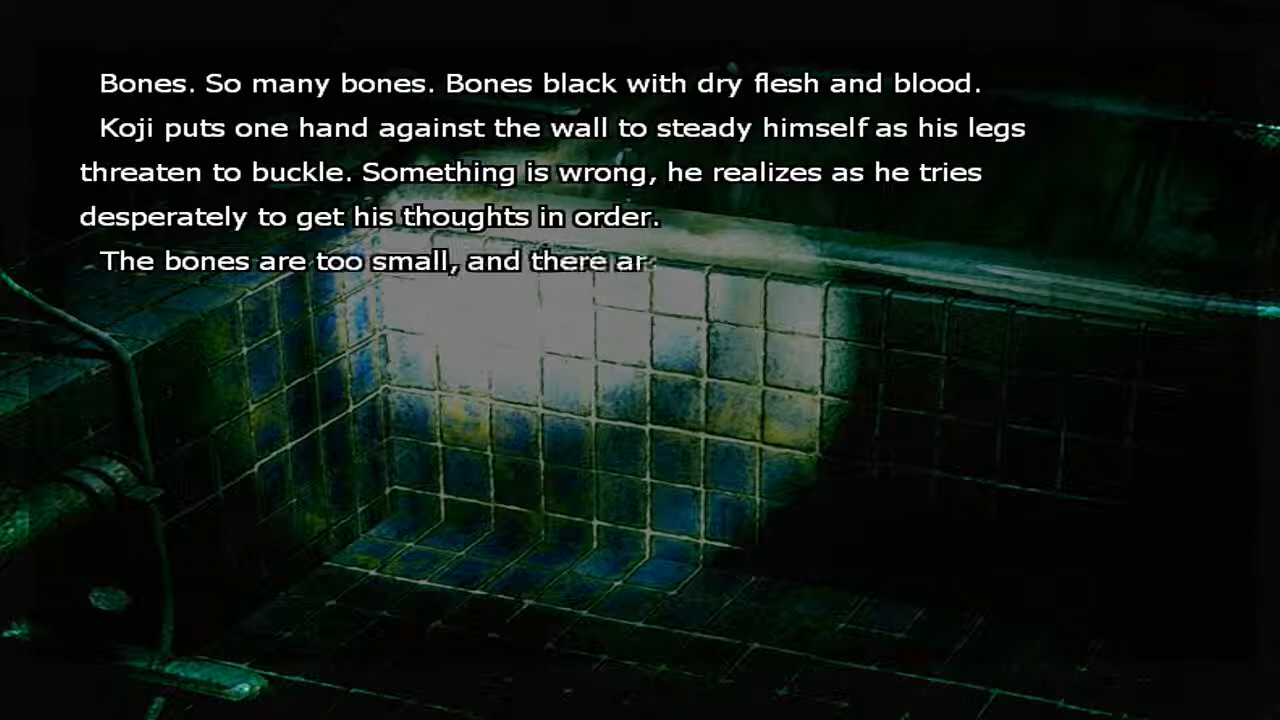 Bones. So many bones. Bones black with dry flesh and blood.
Koji puts one hand against the wall to steady himself as his legs
threaten to buckle. Something is wrong, he realizes as he tries
desperately to get his thoughts in order.
The bones are too small, and there ar